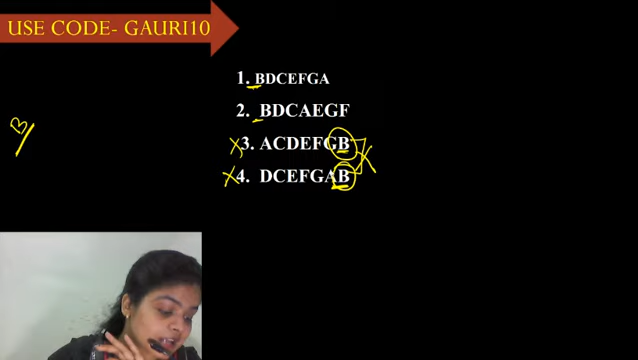 USE CODE- GAURI10
1. BDCEFGA
2. BDCAEGF
3. ACDEFGB
4. DCEFGAB
B